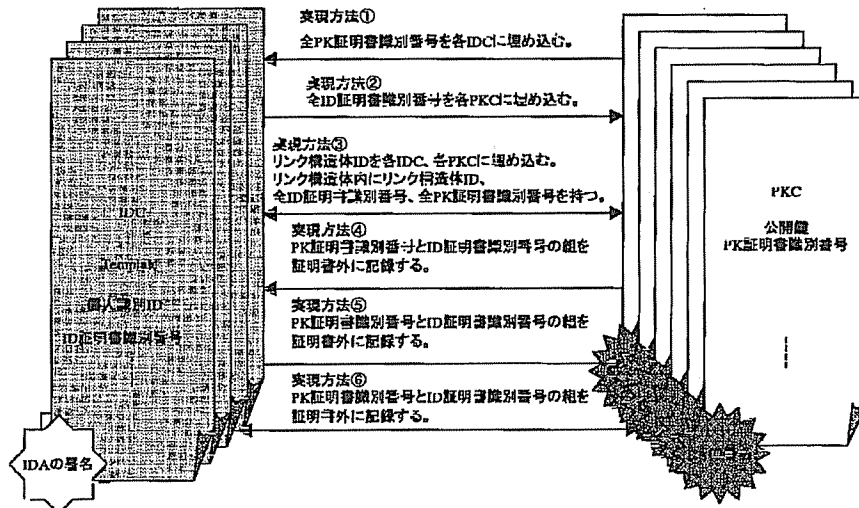 実現方法①
全PK証明書識別番号を各IDCに埋め込む。
実現方法②
全ID証明書識別番号を各PKCに埋め込む。
実現方法③
リンク構造体IDを各IDC、各PKCに埋め込む。
リンク構造体内にリンク構造体ID、
全ID証明書識別番号、全PK証明書識別番号を持つ。
実現方法④
PK証明書識別番号とID証明書識別番号の組を
証明書外に記録する。
実現方法⑤
PK証明書識別番号とID証明書識別番号の組を
証明書外に記録する。
実現方法⑥
PK証明書識別番号とID証明書識別番号の組を
証明書外に記録する。
IDC
Template
個人識別ID
ID証明書識別番号
IDAの署名
PKC
公開鍵
PK証明書識別番号